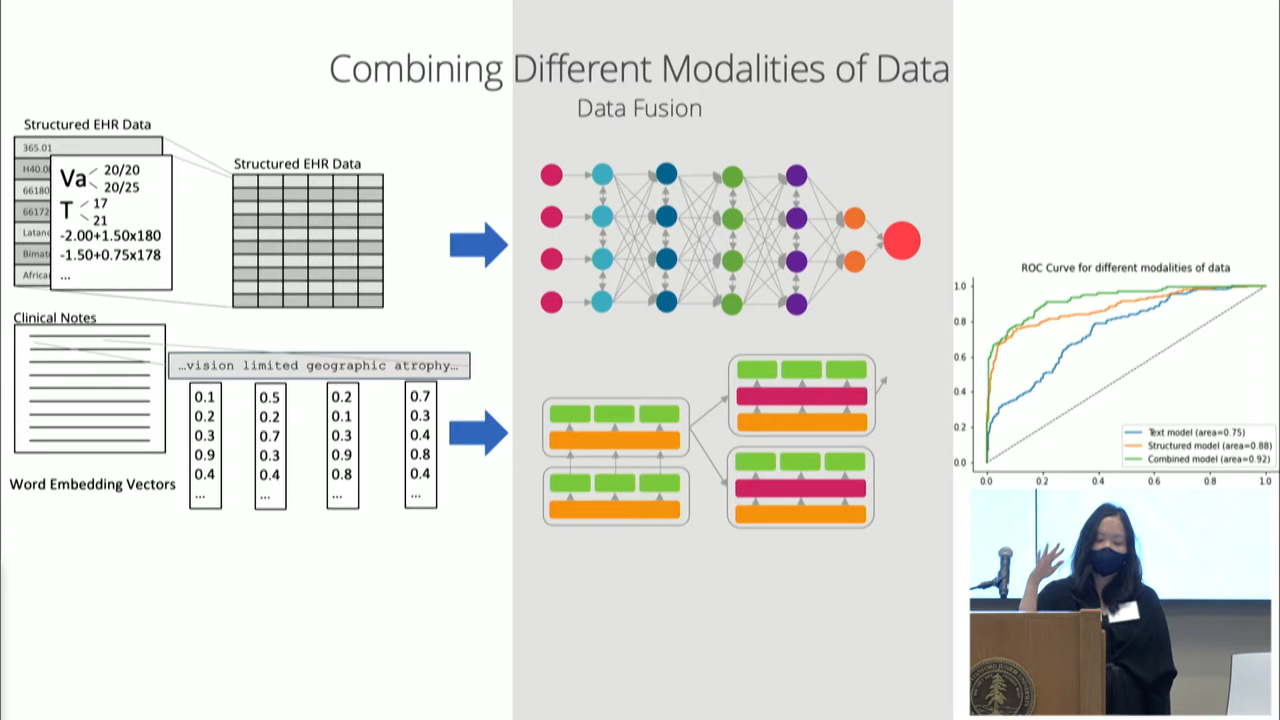 Combining Different Modalities of Data
Data Fusion
Structured EHR Data
365.01
H40.0
66180
66172
Latano
Bimato
Africa
Va 20/20
20/25
T 17
21
-2.00+1.50x180
-1.50+0.75x178
...
Structured EHR Data
Clinical Notes
...vision limited geographic atrophy...
0.1 0.5 0.2 0.7
0.2 0.2 0.1 0.3
0.3 0.7 0.3 0.4
0.9 0.3 0.9 0.8
0.4 0.4 0.8 0.4
... ... ... ...
Word Embedding Vectors
ROC Curve for different modalities of data
1.0
0.8
0.6
0.4
0.2
0.0
Text model (area=0.75)
Structured model (area=0.88)
Combined model (area=0.92)
0.0 0.2 0.4 0.6 0.8 1.0